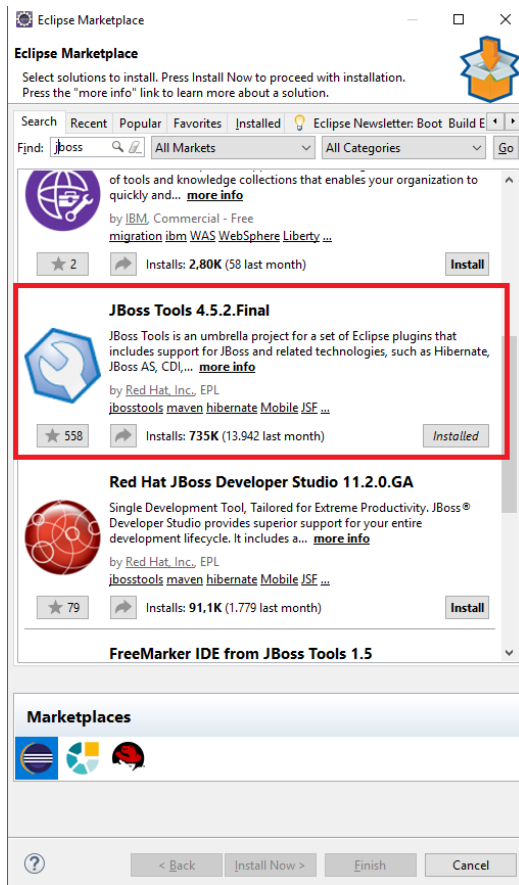 Eclipse Marketplace
Eclipse Marketplace
Select solutions to install. Press Install Now to proceed with installation.
Press the "more info" link to learn more about a solution.
Search Recent Popular Favorites Installed Eclipse Newsletter: Boot Build E
Find: jboss All Markets All Categories Go
of tools and knowledge collections that enables your organization to
quickly and... more info
by IBM, Commercial - Free
migration ibm WAS WebSphere Liberty ...
2 Installs: 2,80K (58 last month) Install
JBoss Tools 4.5.2.Final
JBoss Tools is an umbrella project for a set of Eclipse plugins that
includes support for JBoss and related technologies, such as Hibernate,
JBoss AS, CDI,... more info
by Red Hat, Inc., EPL
jbosstools maven hibernate Mobile JSF ...
558 Installs: 735K (13.942 last month) Installed
Red Hat JBoss Developer Studio 11.2.0.GA
Single Development Tool, Tailored for Extreme Productivity. JBoss®
Developer Studio provides superior support for your entire
development lifecycle. It includes a... more info
by Red Hat, Inc., EPL
jbosstools maven hibernate Mobile JSF ...
79 Installs: 91,1K (1.779 last month) Install
FreeMarker IDE from JBoss Tools 1.5
Marketplaces
? < Back Install Now > Finish Cancel